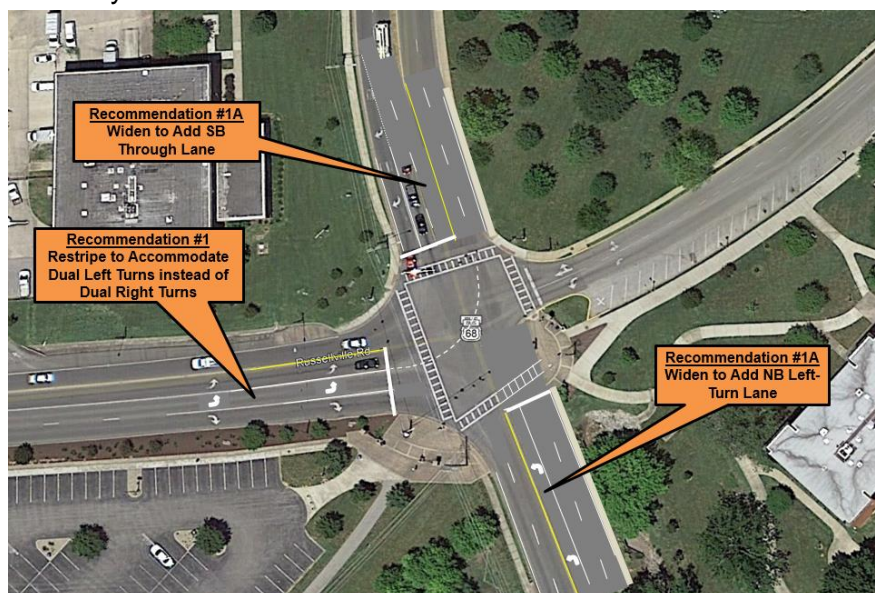 Recommendation #1A
Widen to Add SB
Through Lane
Recommendation #1
Restripe to Accommodate
Dual Left Turns instead of
Dual Right Turns
Russellville Rd
68
Recommendation #1A
Widen to Add NB Left-
Turn Lane